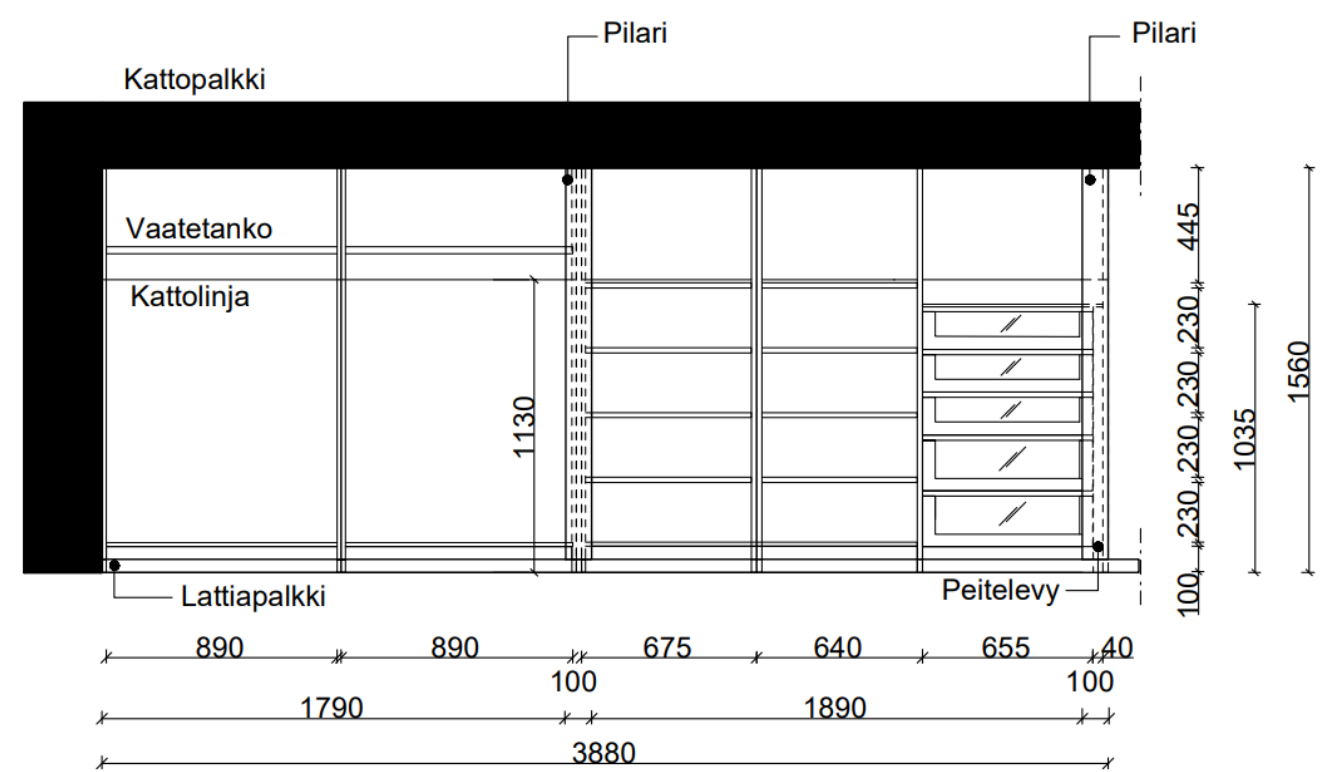 Pilari
Pilari
Kattopalkki
Vaatetanko
Kattolinja
445
230
230
230
230
100
1035
1560
1130
Lattiapalkki
Peitelevy
890
890
675
640
655
40
100
100
1790
1890
3880